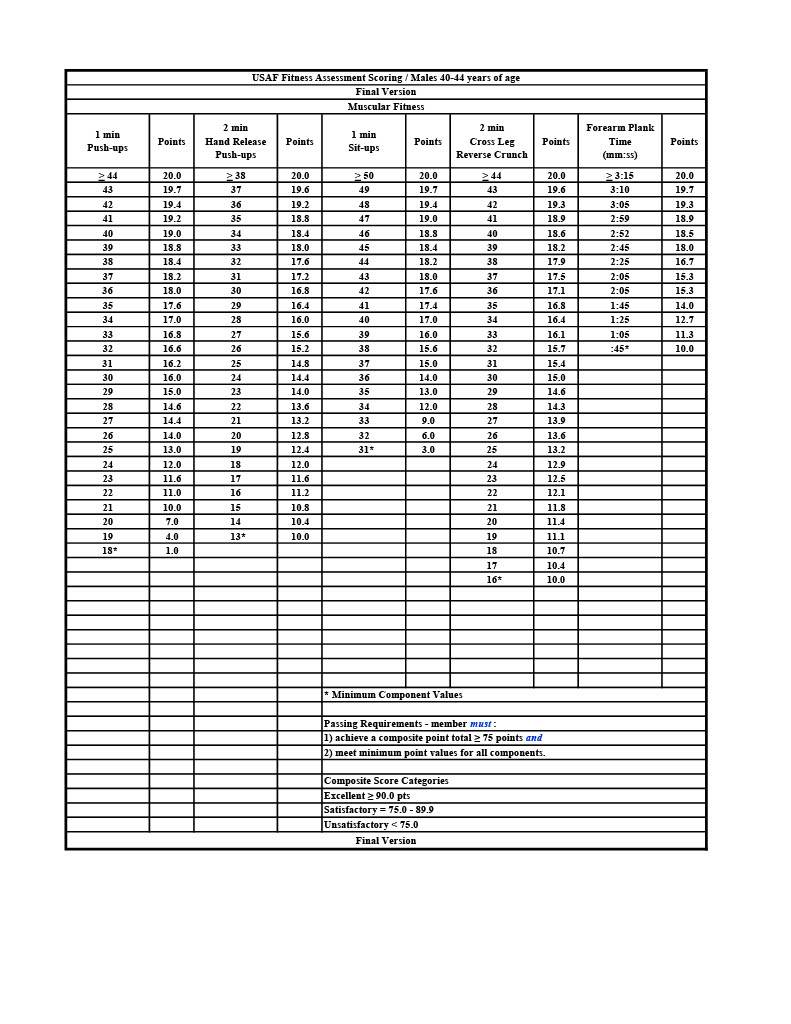 USAF Fitness Assessment Scoring / Males 40-44 years of age
Final Version
Muscular Fitness
1 min Push-ups Points 2 min Hand Release Push-ups Points 1 min Sit-ups Points 2 min Cross Leg Reverse Crunch Points Forearm Plank Time (mm:ss) Points
≥ 44 20.0 ≥ 38 20.0 ≥ 50 20.0 ≥ 44 20.0 ≥ 3:15 20.0
43 19.7 37 19.6 49 19.7 43 19.6 3:10 19.7
42 19.4 36 19.2 48 19.4 42 19.3 3:05 19.3
41 19.2 35 18.8 47 19.0 41 18.9 2:59 18.9
40 19.0 34 18.4 46 18.8 40 18.6 2:52 18.5
39 18.8 33 18.0 45 18.4 39 18.2 2:45 18.0
38 18.4 32 17.6 44 18.2 38 17.9 2:25 16.7
37 18.2 31 17.2 43 18.0 37 17.5 2:05 15.3
36 18.0 30 16.8 42 17.6 36 17.1 2:05 15.3
35 17.6 29 16.4 41 17.4 35 16.8 1:45 14.0
34 17.0 28 16.0 40 17.0 34 16.4 1:25 12.7
33 16.8 27 15.6 39 16.0 33 16.1 1:05 11.3
32 16.6 26 15.2 38 15.6 32 15.7 :45* 10.0
31 16.2 25 14.8 37 15.0 31 15.4
30 16.0 24 14.4 36 14.0 30 15.0
29 15.0 23 14.0 35 13.0 29 14.6
28 14.6 22 13.6 34 12.0 28 14.3
27 14.4 21 13.2 33 9.0 27 13.9
26 14.0 20 12.8 32 6.0 26 13.6
25 13.0 19 12.4 31* 3.0 25 13.2
24 12.0 18 12.0 24 12.9
23 11.6 17 11.6 23 12.5
22 11.0 16 11.2 22 12.1
21 10.0 15 10.8 21 11.8
20 7.0 14 10.4 20 11.4
19 4.0 13* 10.0 19 11.1
18* 1.0 18 10.7
17 10.4
16* 10.0
* Minimum Component Values
Passing Requirements - member must :
1) achieve a composite point total ≥ 75 points and
2) meet minimum point values for all components.
Composite Score Categories
Excellent ≥ 90.0 pts
Satisfactory = 75.0 - 89.9
Unsatisfactory < 75.0
Final Version